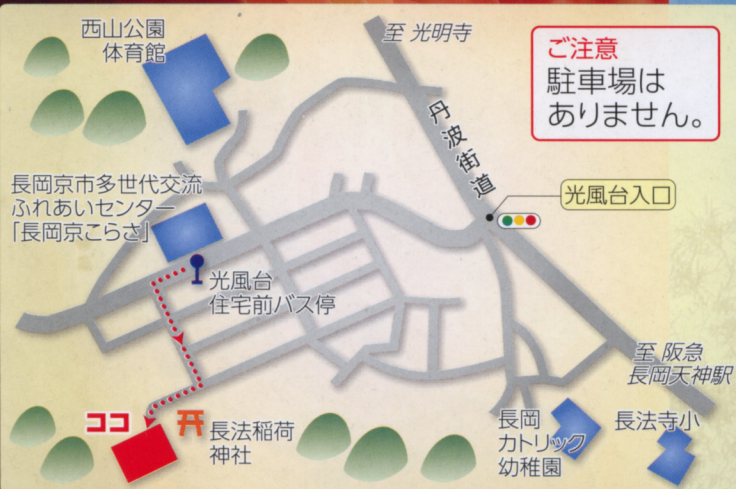 西山公園
体育館
至 光明寺
ご注意
駐車場は
ありません。
丹波街道
光風台入口
長岡京市多世代交流
ふれあいセンター
「長岡京こらさ」
光風台
住宅前バス停
至 阪急
長岡天神駅
ココ
長法稲荷
神社
長岡
カトリック
幼稚園
長法寺小